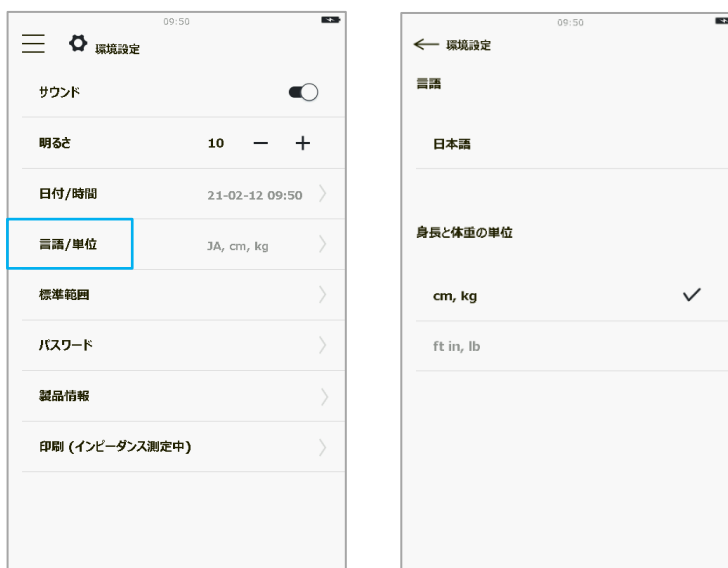 09:50
環境設定
サウンド
明るさ 10 − +
日付/時間 21-02-12 09:50
言語/単位 JA, cm, kg
標準範囲
パスワード
製品情報
印刷 (インピーダンス測定中)
09:50
環境設定
言語
日本語
身長と体重の単位
cm, kg
ft in, lb